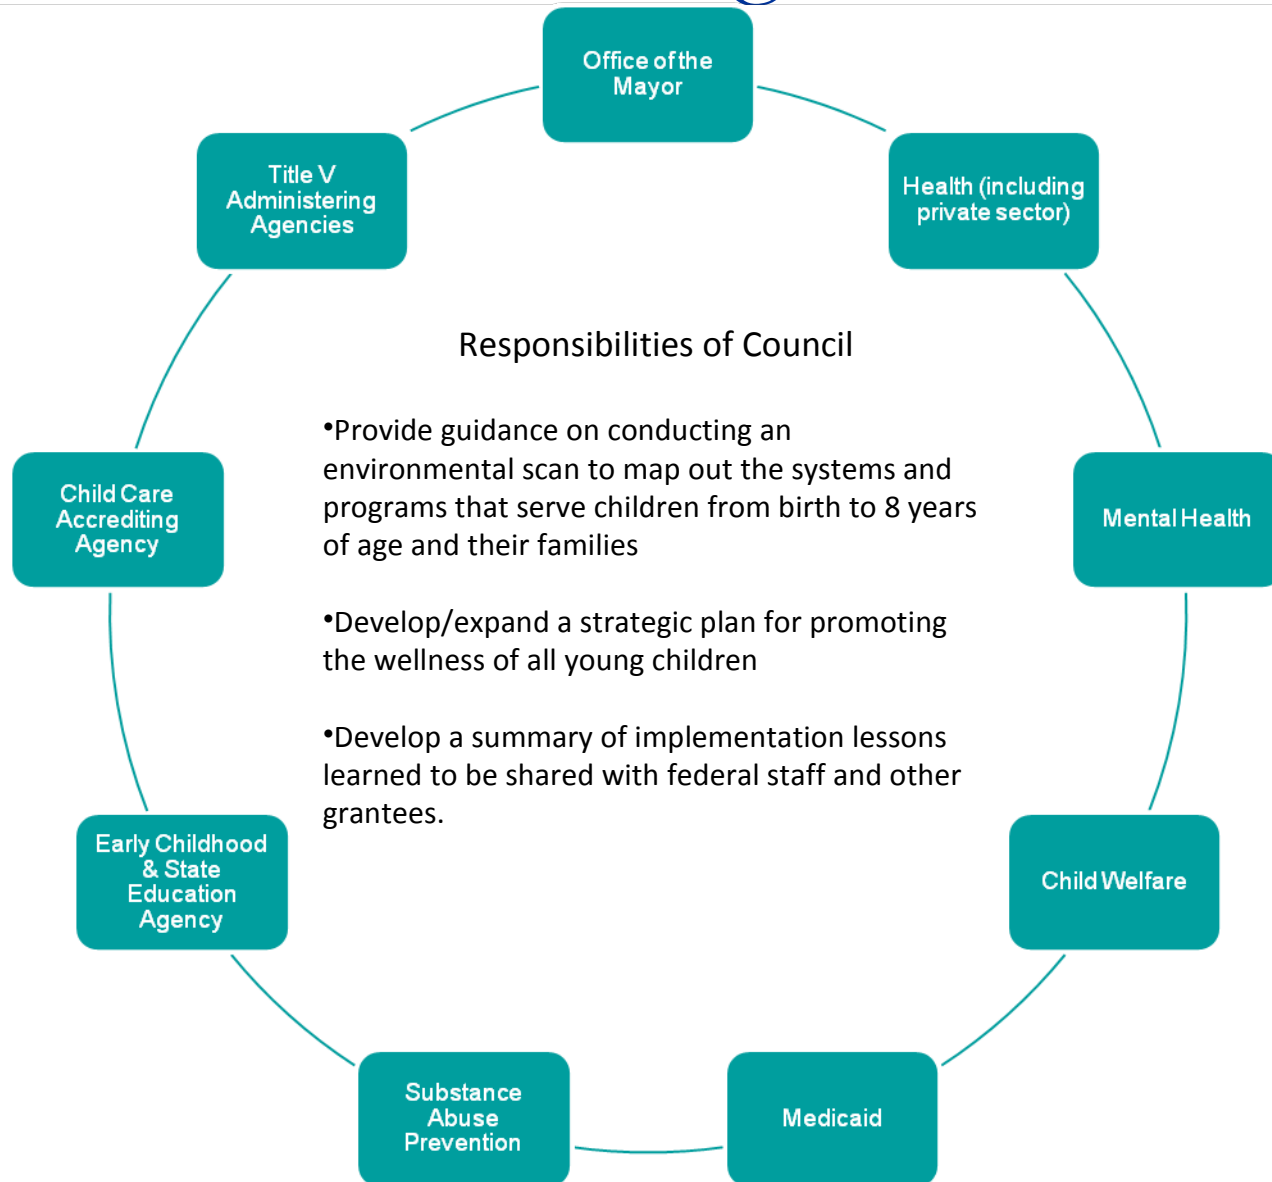 Office of the
Mayor
Title V
Administering
Agencies
Health (including
private sector)
Responsibilities of Council
•Provide guidance on conducting an
environmental scan to map out the systems and
programs that serve children from birth to 8 years
of age and their families
•Develop/expand a strategic plan for promoting
the wellness of all young children
•Develop a summary of implementation lessons
learned to be shared with federal staff and other
grantees.
Child Care
Accrediting
Agency
Mental Health
Early Childhood
& State
Education
Agency
Child Welfare
Substance
Abuse
Prevention
Medicaid